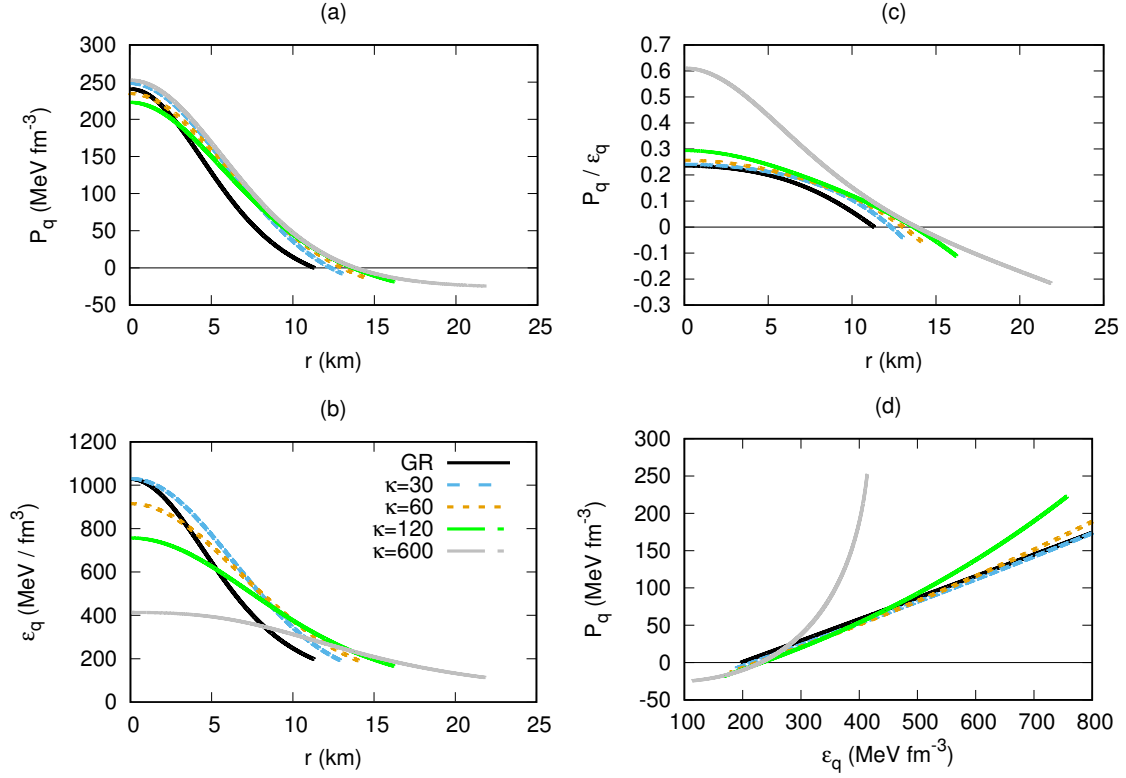 (a)
P_q (MeV fm^-3)
300
250
200
150
100
50
0
-50
0 5 10 15 20 25
r (km)
(c)
P_q / ε_q
0.7
0.6
0.5
0.4
0.3
0.2
0.1
0
-0.1
-0.2
-0.3
0 5 10 15 20 25
r (km)
(b)
ε_q (MeV / fm^3)
1200
1000
800
600
400
200
0
GR
κ=30
κ=60
κ=120
κ=600
0 5 10 15 20 25
r (km)
(d)
P_q (MeV fm^-3)
300
250
200
150
100
50
0
-50
100 200 300 400 500 600 700 800
ε_q (MeV fm^-3)